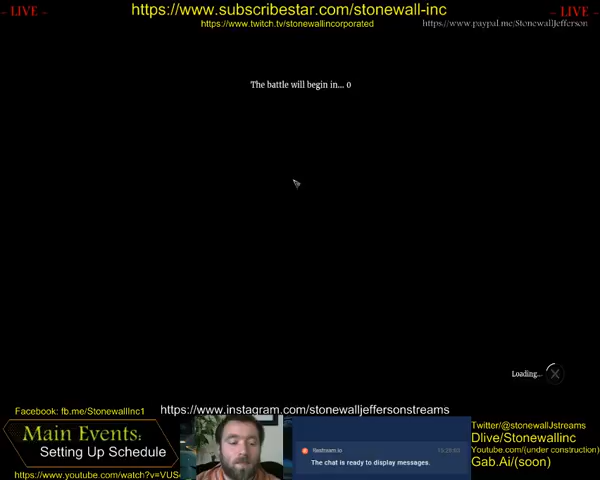 ~ LIVE ~
https://www.subscribestar.com/stonewall-inc
~ LIVE ~
https://www.twitch.tv/stonewallincorporated
https://www.paypal.me/StonewallJefferson
The battle will begin in... 0
Loading...
Facebook: fb.me/StonewallInc1
https://www.instagram.com/stonewalljeffersonstreams
Main Events:
Setting Up Schedule
https://www.youtube.com/watch?v=VUS
Restream.io
The chat is ready to display messages.
Twitter/@stonewallJstreams
Dlive/Stonewallinc
Youtube.com/(under construction)
Gab.Ai/(soon)